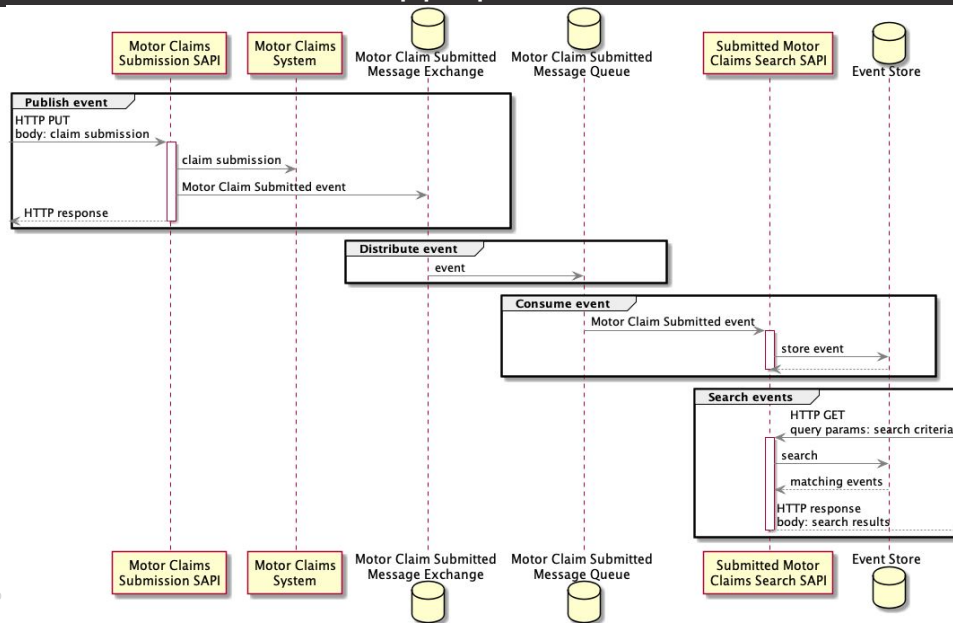 Motor Claims
Submission SAPI
Motor Claims
System
Motor Claim Submitted
Message Exchange
Motor Claim Submitted
Message Queue
Submitted Motor
Claims Search SAPI
Event Store
Publish event
HTTP PUT
body: claim submission
claim submission
Motor Claim Submitted event
HTTP response
Distribute event
event
Consume event
Motor Claim Submitted event
store event
Search events
HTTP GET
query params: search criteria
search
matching events
HTTP response
body: search results
Motor Claims
Submission SAPI
Motor Claims
System
Motor Claim Submitted
Message Exchange
Motor Claim Submitted
Message Queue
Submitted Motor
Claims Search SAPI
Event Store